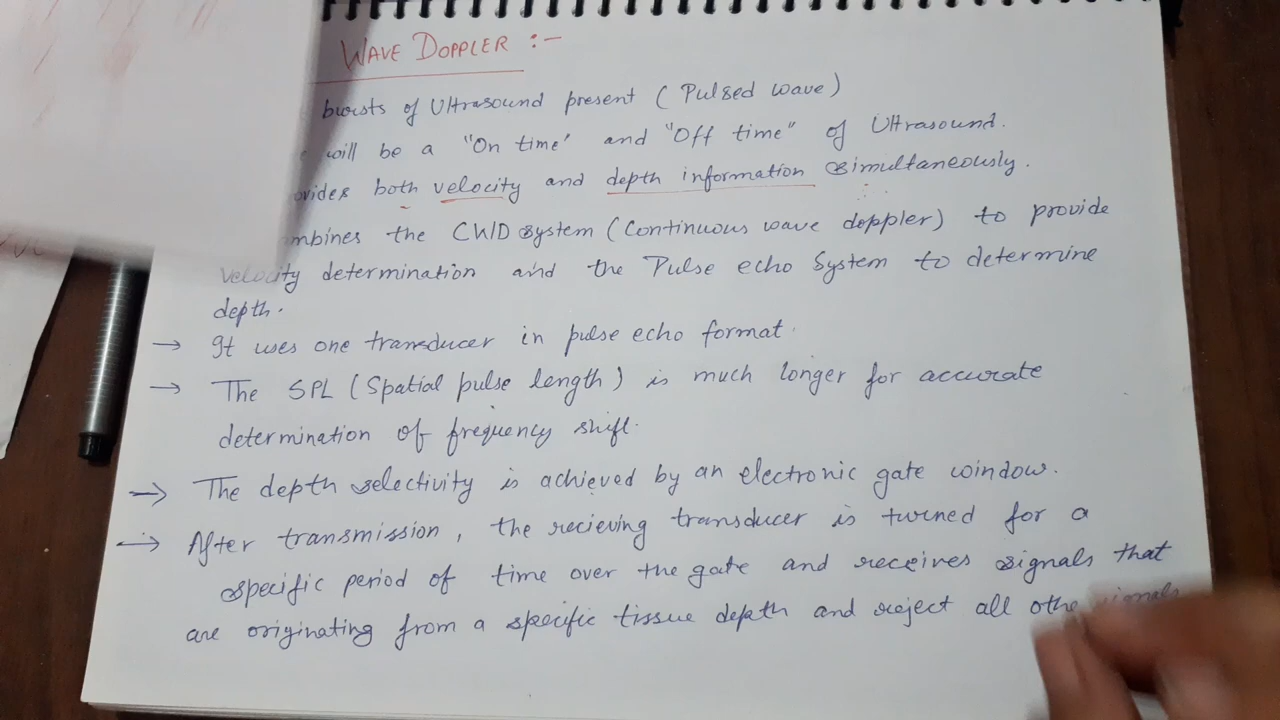 WAVE DOPPLER :-
bursts of Ultrasound present ( Pulsed wave )
will be a "On time' and "Off time" of Ultrasound.
both velocity and depth information simultaneously.
the CWD system ( Continuous wave doppler ) to provide
velocity determination and the Pulse echo System to determine
depth.
→ It uses one transducer in pulse echo format.
→ The SPL ( Spatial pulse length ) is much longer for accurate
determination of frequency shift.
→ The depth selectivity is achieved by an electronic gate window.
→ After transmission, the recieving transducer is turned for a
specific period of time over the gate and receives signals that
are originating from a specific tissue depth and reject all